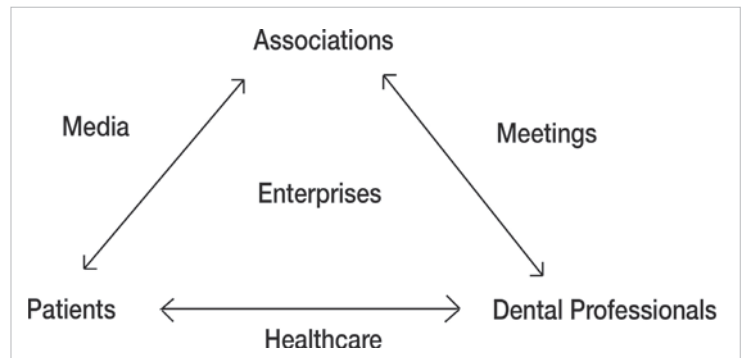 Associations
Media
Meetings
Enterprises
Patients
Dental Professionals
Healthcare